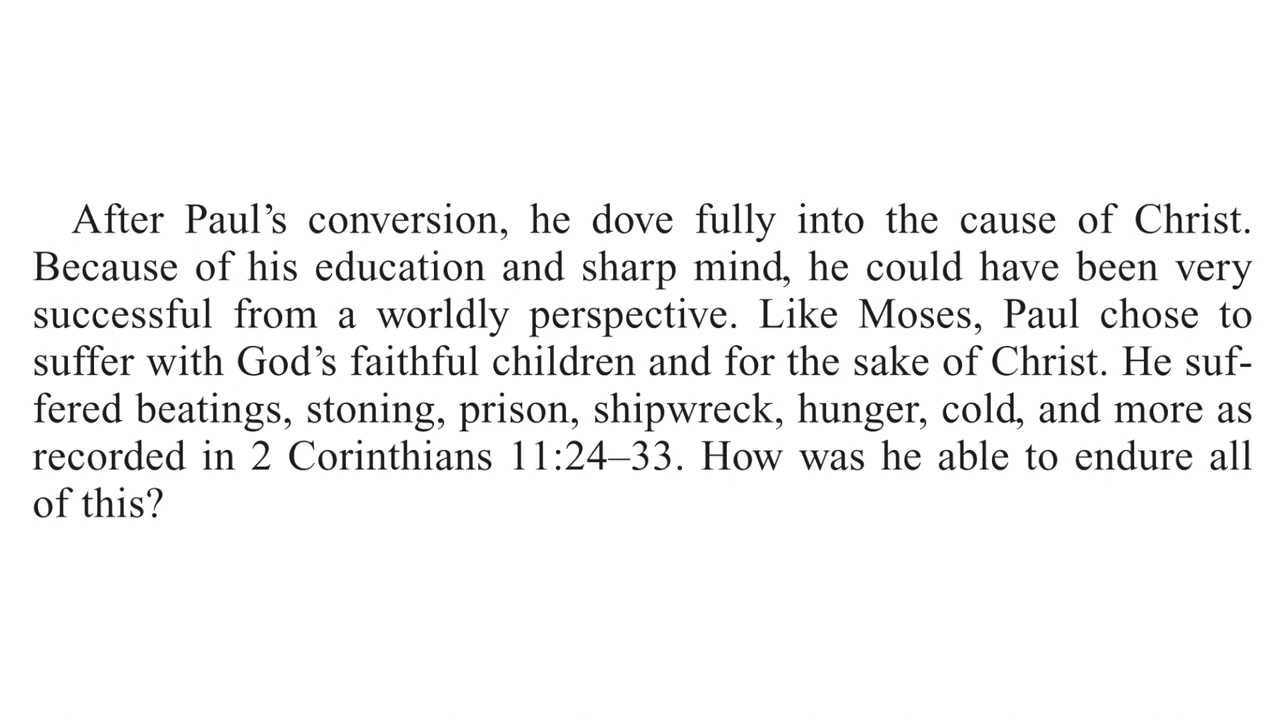 After Paul’s conversion, he dove fully into the cause of Christ.
Because of his education and sharp mind, he could have been very
successful from a worldly perspective. Like Moses, Paul chose to
suffer with God’s faithful children and for the sake of Christ. He suf-
fered beatings, stoning, prison, shipwreck, hunger, cold, and more as
recorded in 2 Corinthians 11:24–33. How was he able to endure all
of this?